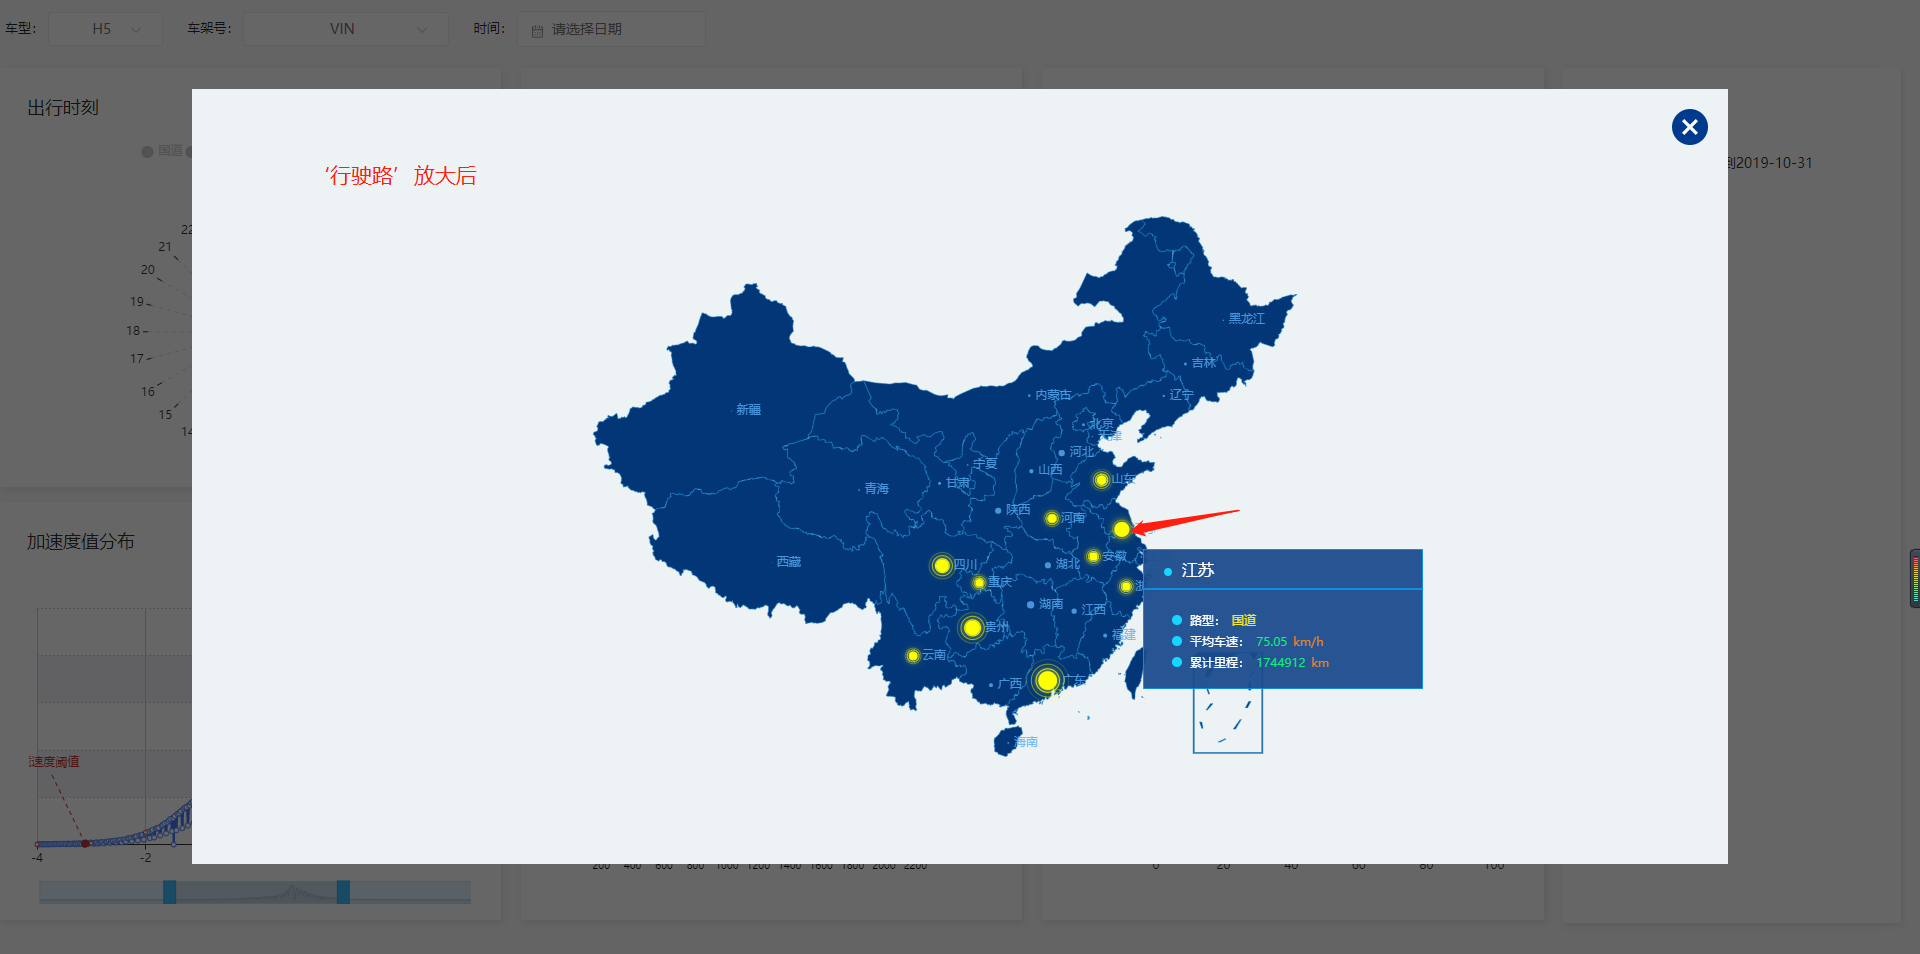 车型： H5 车架号： VIN 时间： 请选择日期
出行时刻
国道
到2019-10-31
‘行驶路’ 放大后
22
21
20
19
18
17
16
15
14
黑龙江
吉林
内蒙古 辽宁
新疆
北京
天津
河北
宁夏 山西
青海 甘肃 山东
陕西 河南
西藏 四川 湖北 安徽
重庆
湖南 江西
贵州 福建
云南
广西 广东
海南
江苏
路型： 国道
平均车速： 75.05 km/h
累计里程： 1744912 km
加速度值分布
速度阈值
-4 -2
200 400 600 800 1000 1200 1400 1600 1800 2000 2200
0 20 40 60 80 100